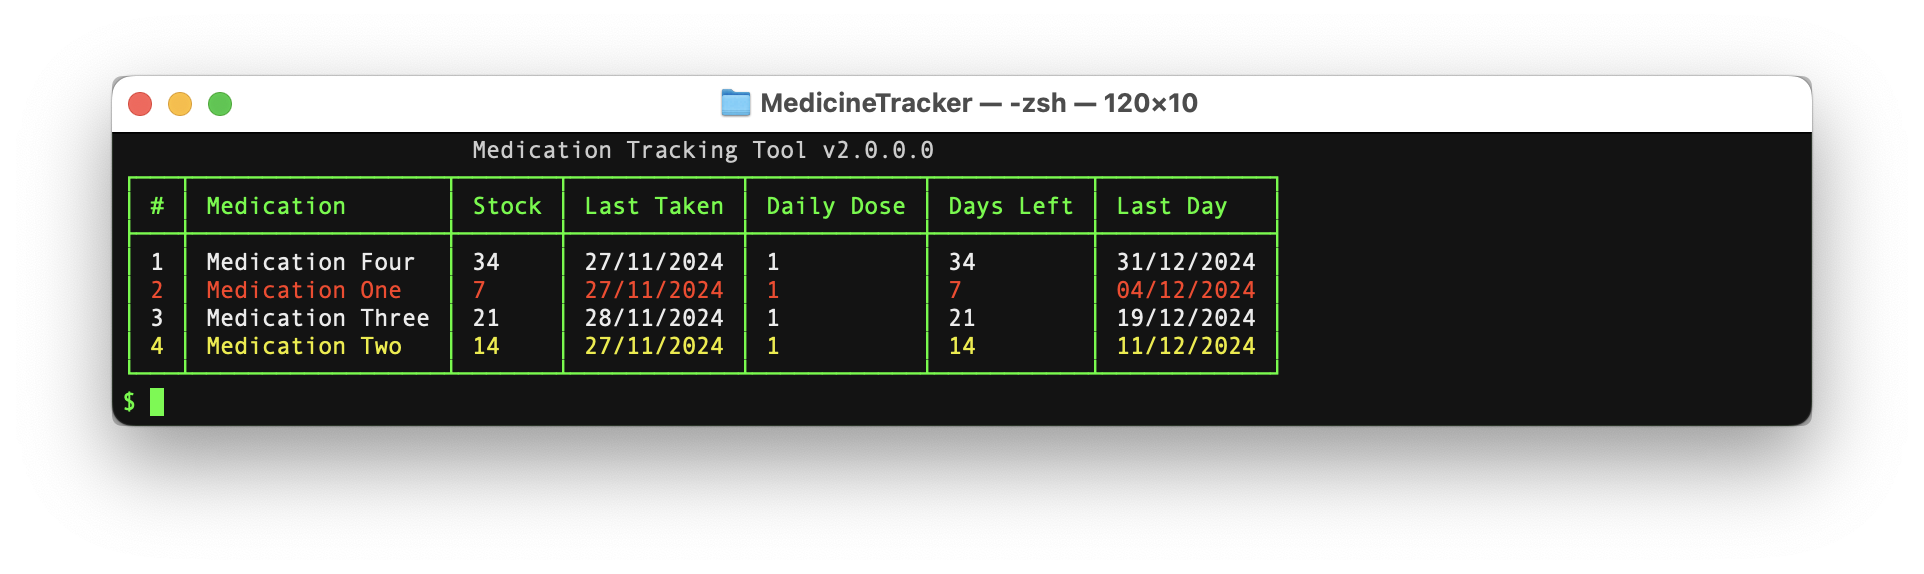 MedicineTracker — -zsh — 120×10
Medication Tracking Tool v2.0.0.0
# Medication Stock Last Taken Daily Dose Days Left Last Day
1 Medication Four 34 27/11/2024 1 34 31/12/2024
2 Medication One 7 27/11/2024 1 7 04/12/2024
3 Medication Three 21 28/11/2024 1 21 19/12/2024
4 Medication Two 14 27/11/2024 1 14 11/12/2024
$